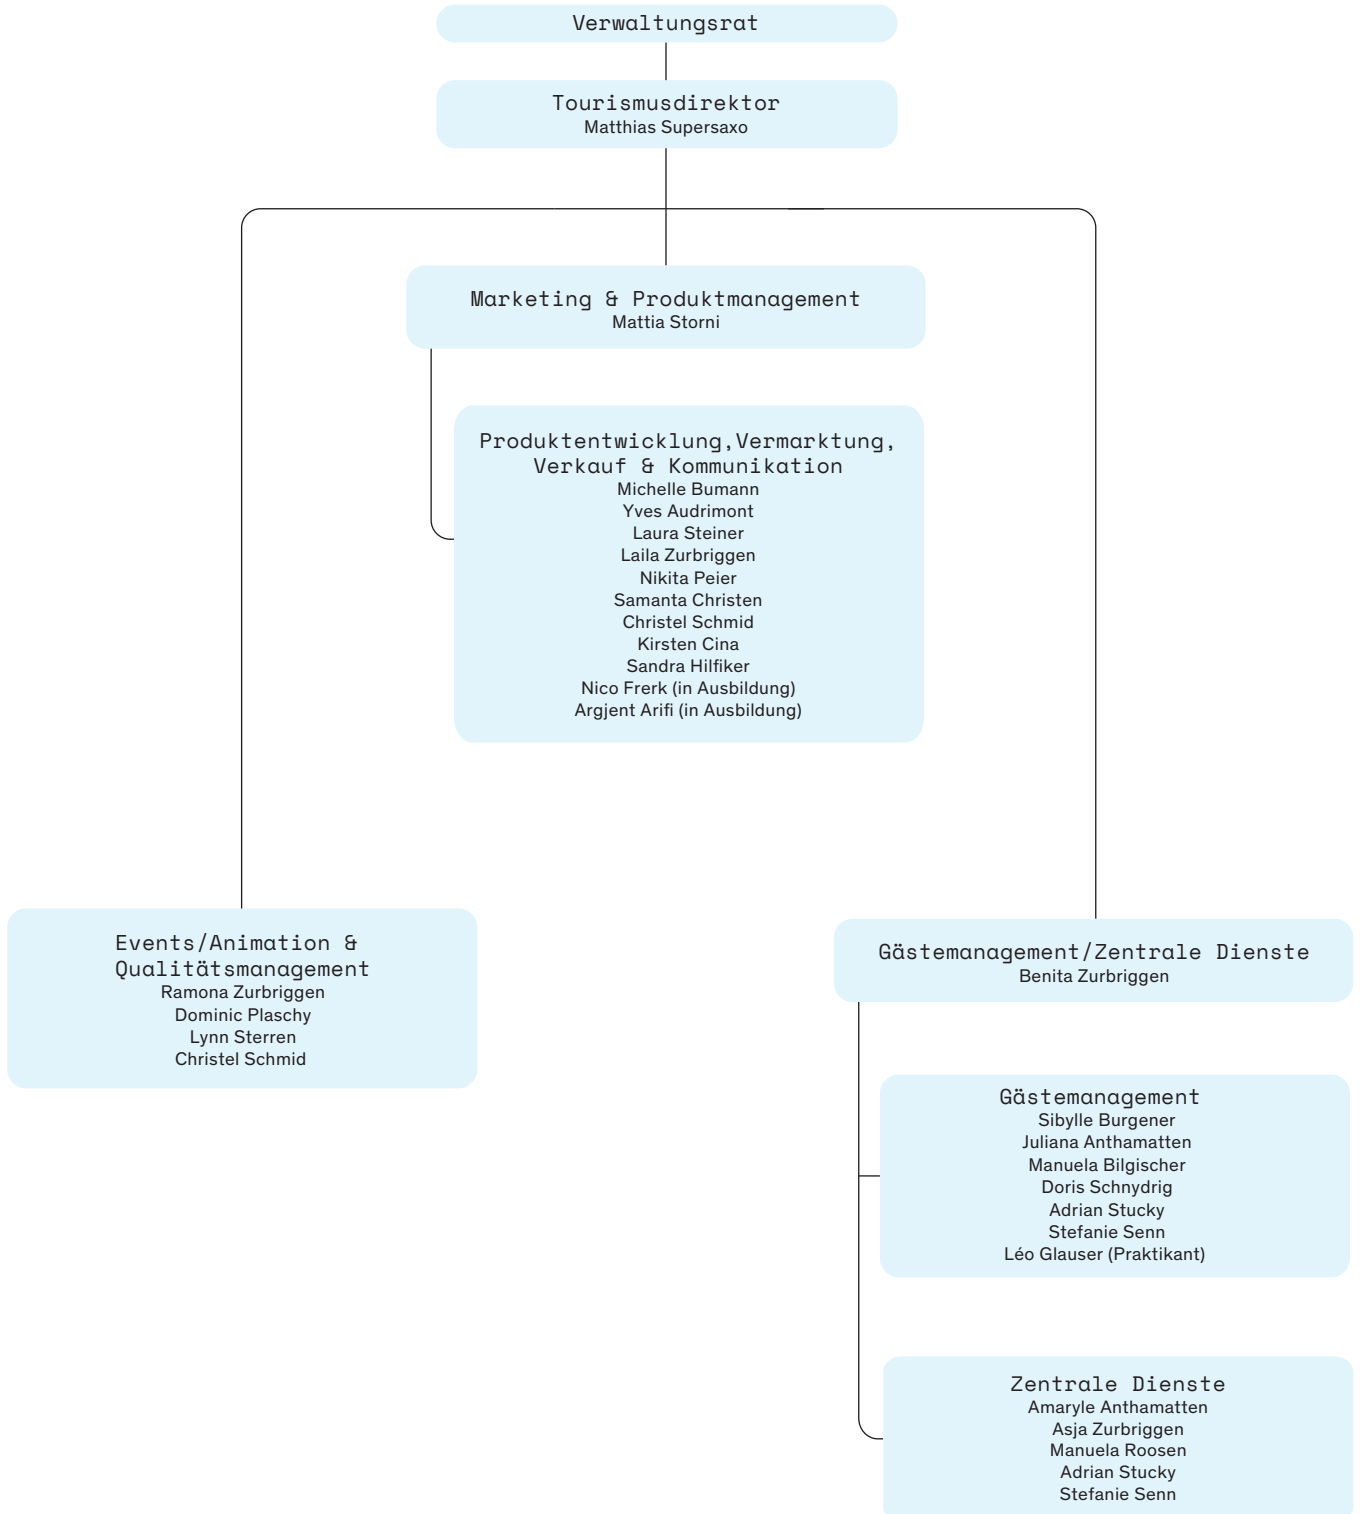 Verwaltungsrat
Tourismusdirektor
Matthias Supersaxo
Marketing & Produktmanagement
Mattia Storni
Produktentwicklung,Vermarktung,
Verkauf & Kommunikation
Michelle Bumann
Yves Audrimont
Laura Steiner
Laila Zurbriggen
Nikita Peier
Samanta Christen
Christel Schmid
Kirsten Cina
Sandra Hilfiker
Nico Frerk (in Ausbildung)
Argjent Arifi (in Ausbildung)
Events/Animation &
Qualitätsmanagement
Ramona Zurbriggen
Dominic Plaschy
Lynn Sterren
Christel Schmid
Gästemanagement/Zentrale Dienste
Benita Zurbriggen
Gästemanagement
Sibylle Burgener
Juliana Anthamatten
Manuela Bilgischer
Doris Schnydrig
Adrian Stucky
Stefanie Senn
Léo Glauser (Praktikant)
Zentrale Dienste
Amaryle Anthamatten
Asja Zurbriggen
Manuela Roosen
Adrian Stucky
Stefanie Senn